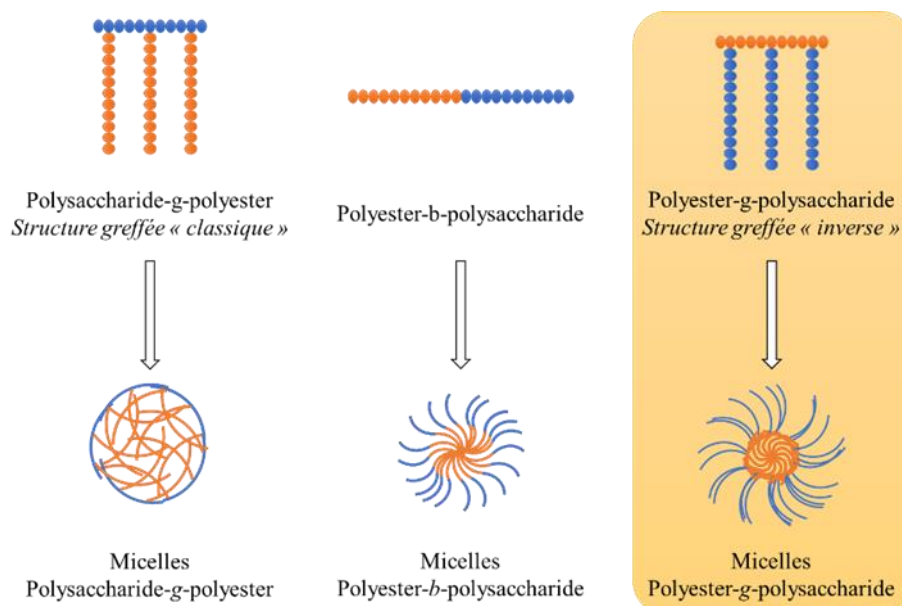 Polysaccharide-g-polyester
Structure greffée « classique »
Polyester-b-polysaccharide
Polyester-g-polysaccharide
Structure greffée « inverse »
Micelles
Polysaccharide-g-polyester
Micelles
Polyester-b-polysaccharide
Micelles
Polyester-g-polysaccharide